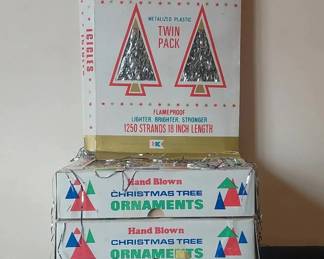 ICICLES
METALIZED PLASTIC
TWIN
PACK
FLAMEPROOF
LIGHTER, BRIGHTER, STRONGER
1250 STRANDS 18 INCH LENGTH
K
Hand Blown
CHRISTMAS TREE
ORNAMENTS
Hand Blown
CHRISTMAS TREE
ORNAMENTS